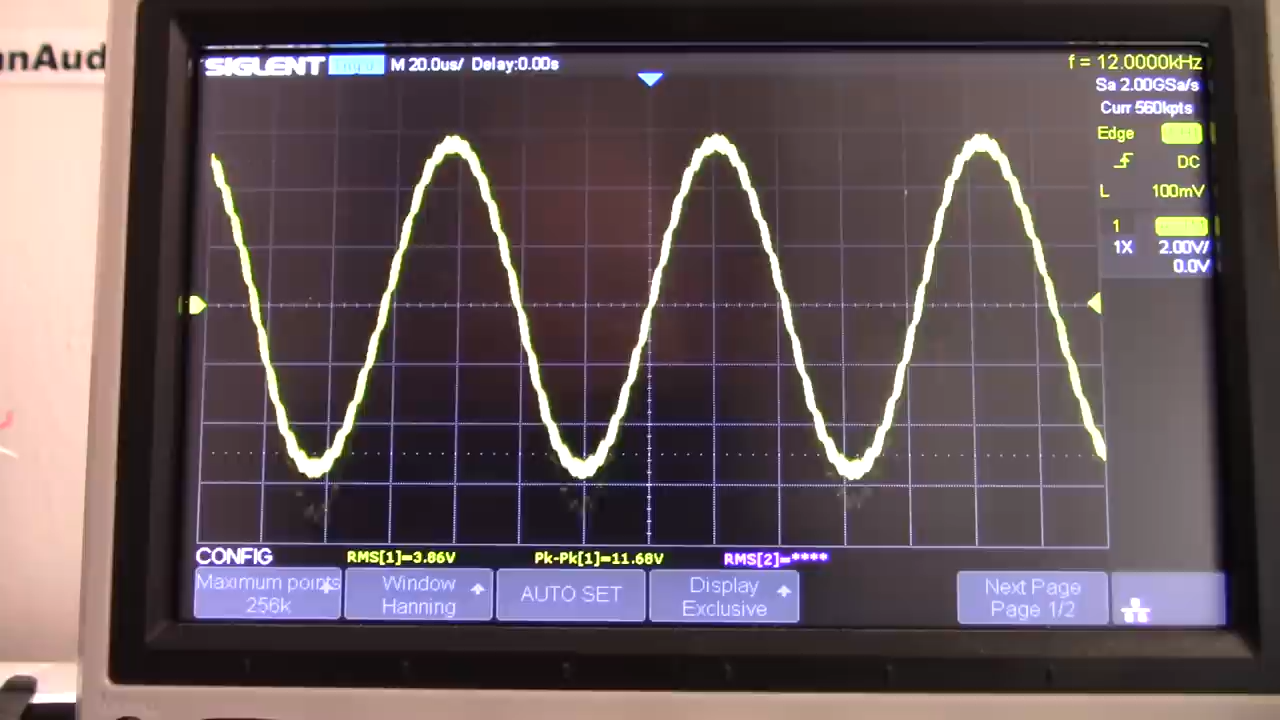 nnAud
SIGLENT M 20.0us/ Delay:0.00s
f = 12.0000kHz
Sa 2.00GSa/s
Curr 560kpts
Edge
DC
L 100mV
1
1X 2.00V/
0.0V
CONFIG RMS[1]=3.86V Pk-Pk[1]=11.68V RMS[2]=****
Maximum points
256k
Window
Hanning
AUTO SET
Display
Exclusive
Next Page
Page 1/2